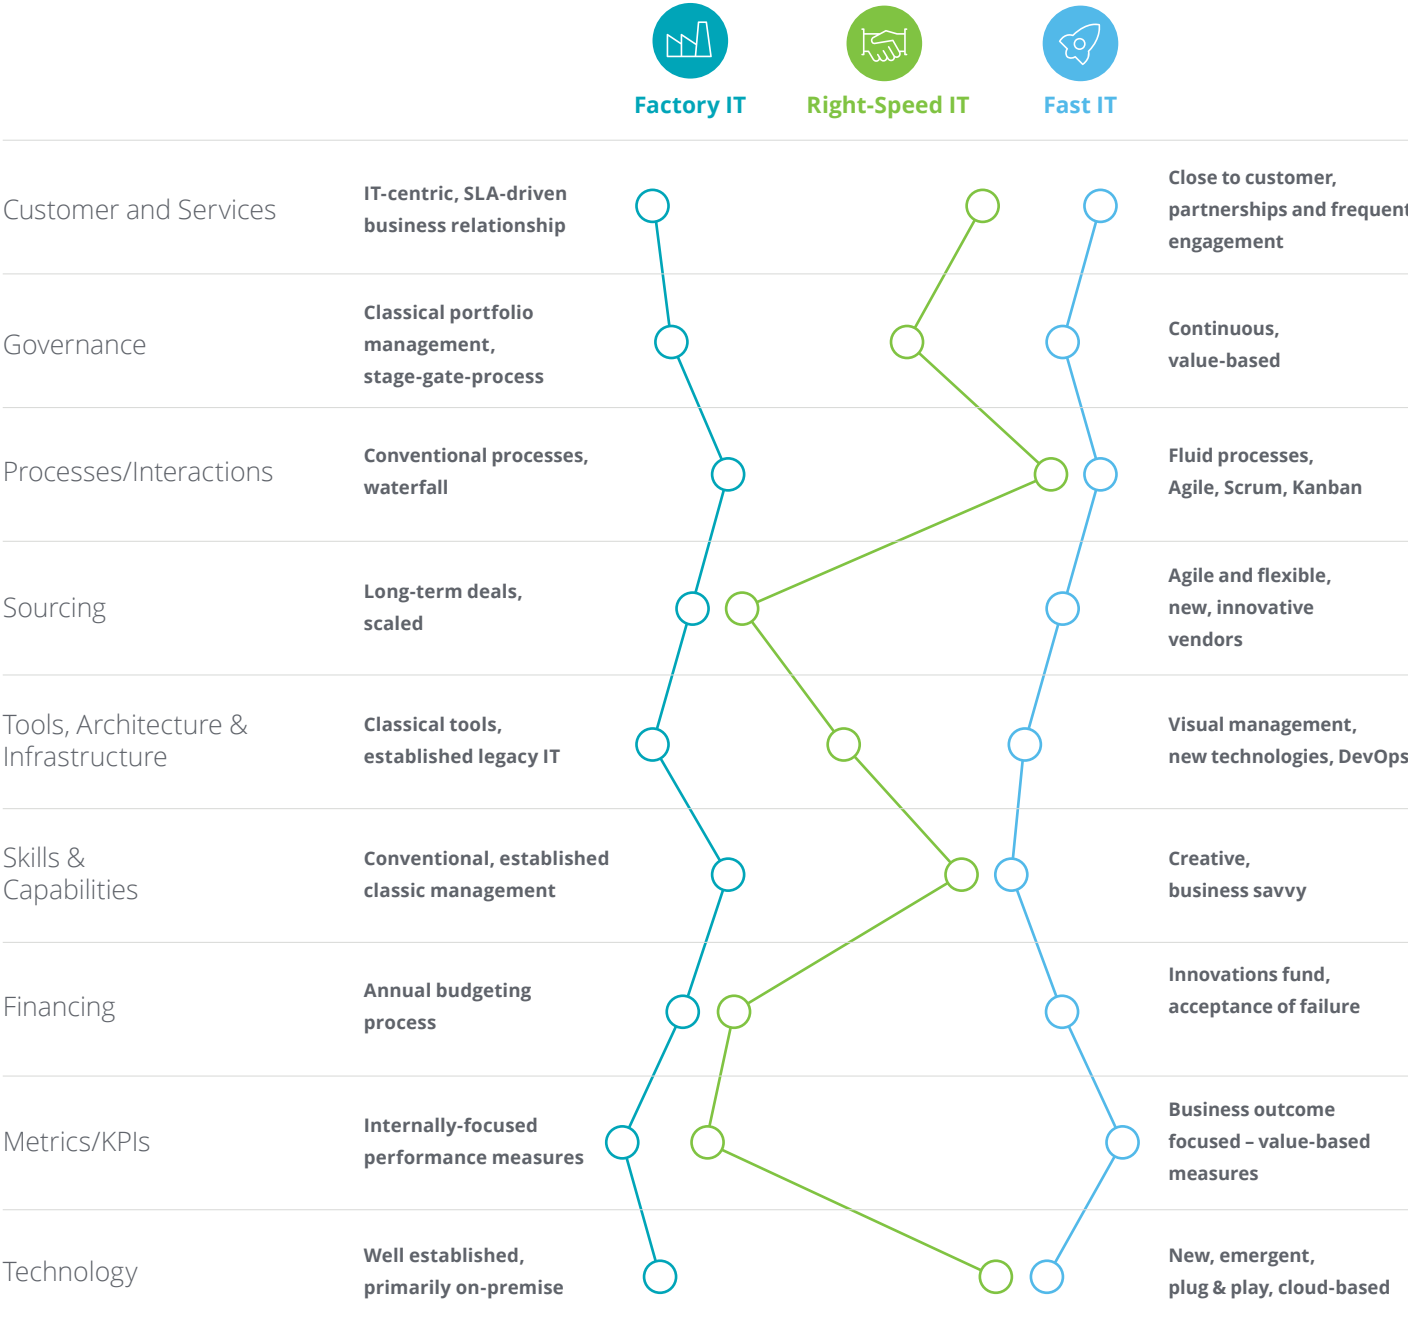 Factory IT
Right-Speed IT
Fast IT
Customer and Services
IT-centric, SLA-driven
business relationship
Close to customer,
partnerships and frequent
engagement
Governance
Classical portfolio
management,
stage-gate-process
Continuous,
value-based
Processes/Interactions
Conventional processes,
waterfall
Fluid processes,
Agile, Scrum, Kanban
Sourcing
Long-term deals,
scaled
Agile and flexible,
new, innovative
vendors
Tools, Architecture &
Infrastructure
Classical tools,
established legacy IT
Visual management,
new technologies, DevOps
Skills &
Capabilities
Conventional, established
classic management
Creative,
business savvy
Financing
Annual budgeting
process
Innovations fund,
acceptance of failure
Metrics/KPIs
Internally-focused
performance measures
Business outcome
focused – value-based
measures
Technology
Well established,
primarily on-premise
New, emergent,
plug & play, cloud-based